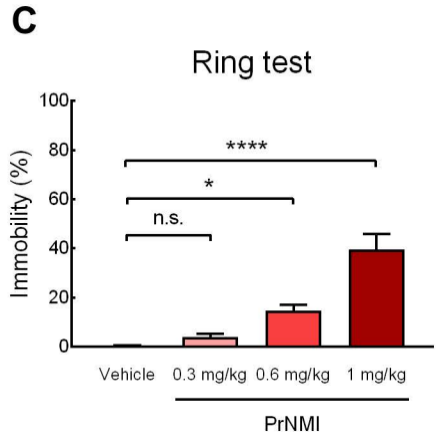 C
Ring test
Immobility (%)
100
80
60
40
20
0
****
*
n.s.
Vehicle 0.3 mg/kg 0.6 mg/kg 1 mg/kg
PrNMI